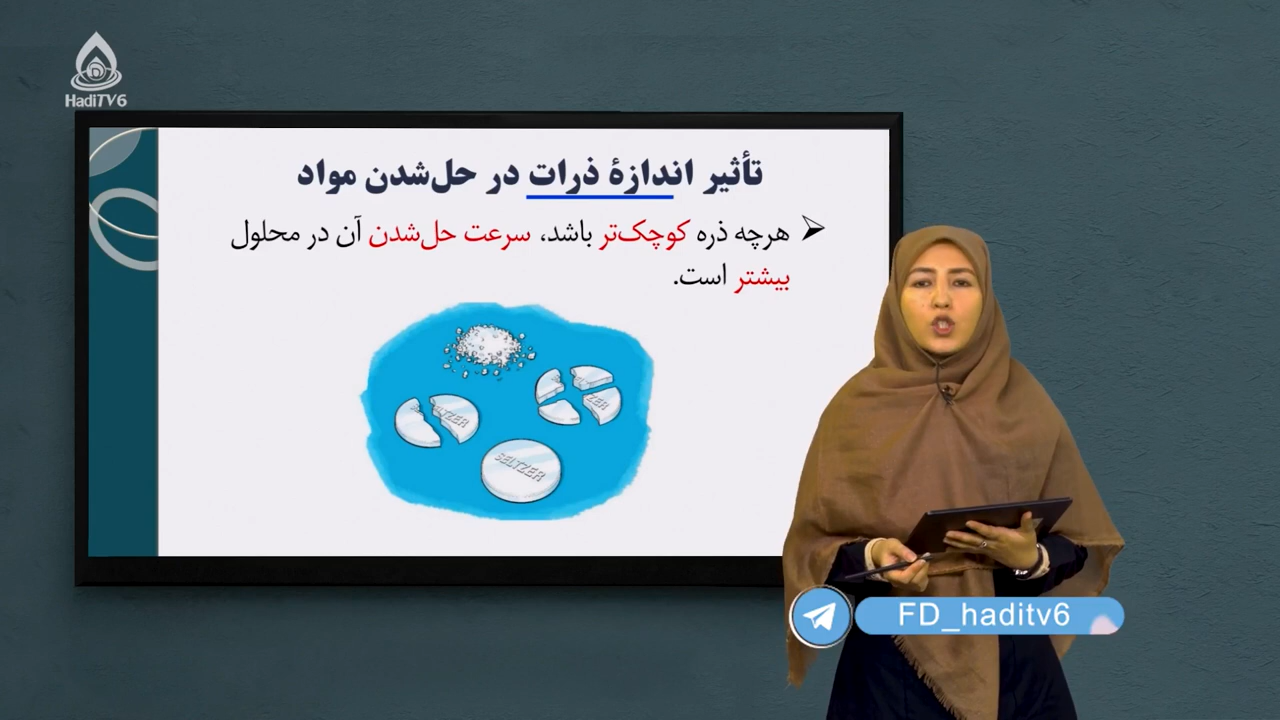 HadiTV6
تأثیر اندازهٔ ذرات در حل‌شدن مواد
هرچه ذره کوچک‌تر باشد، سرعت حل‌شدن آن در محلول
بیشتر است.
SELTZER
FD_haditv6